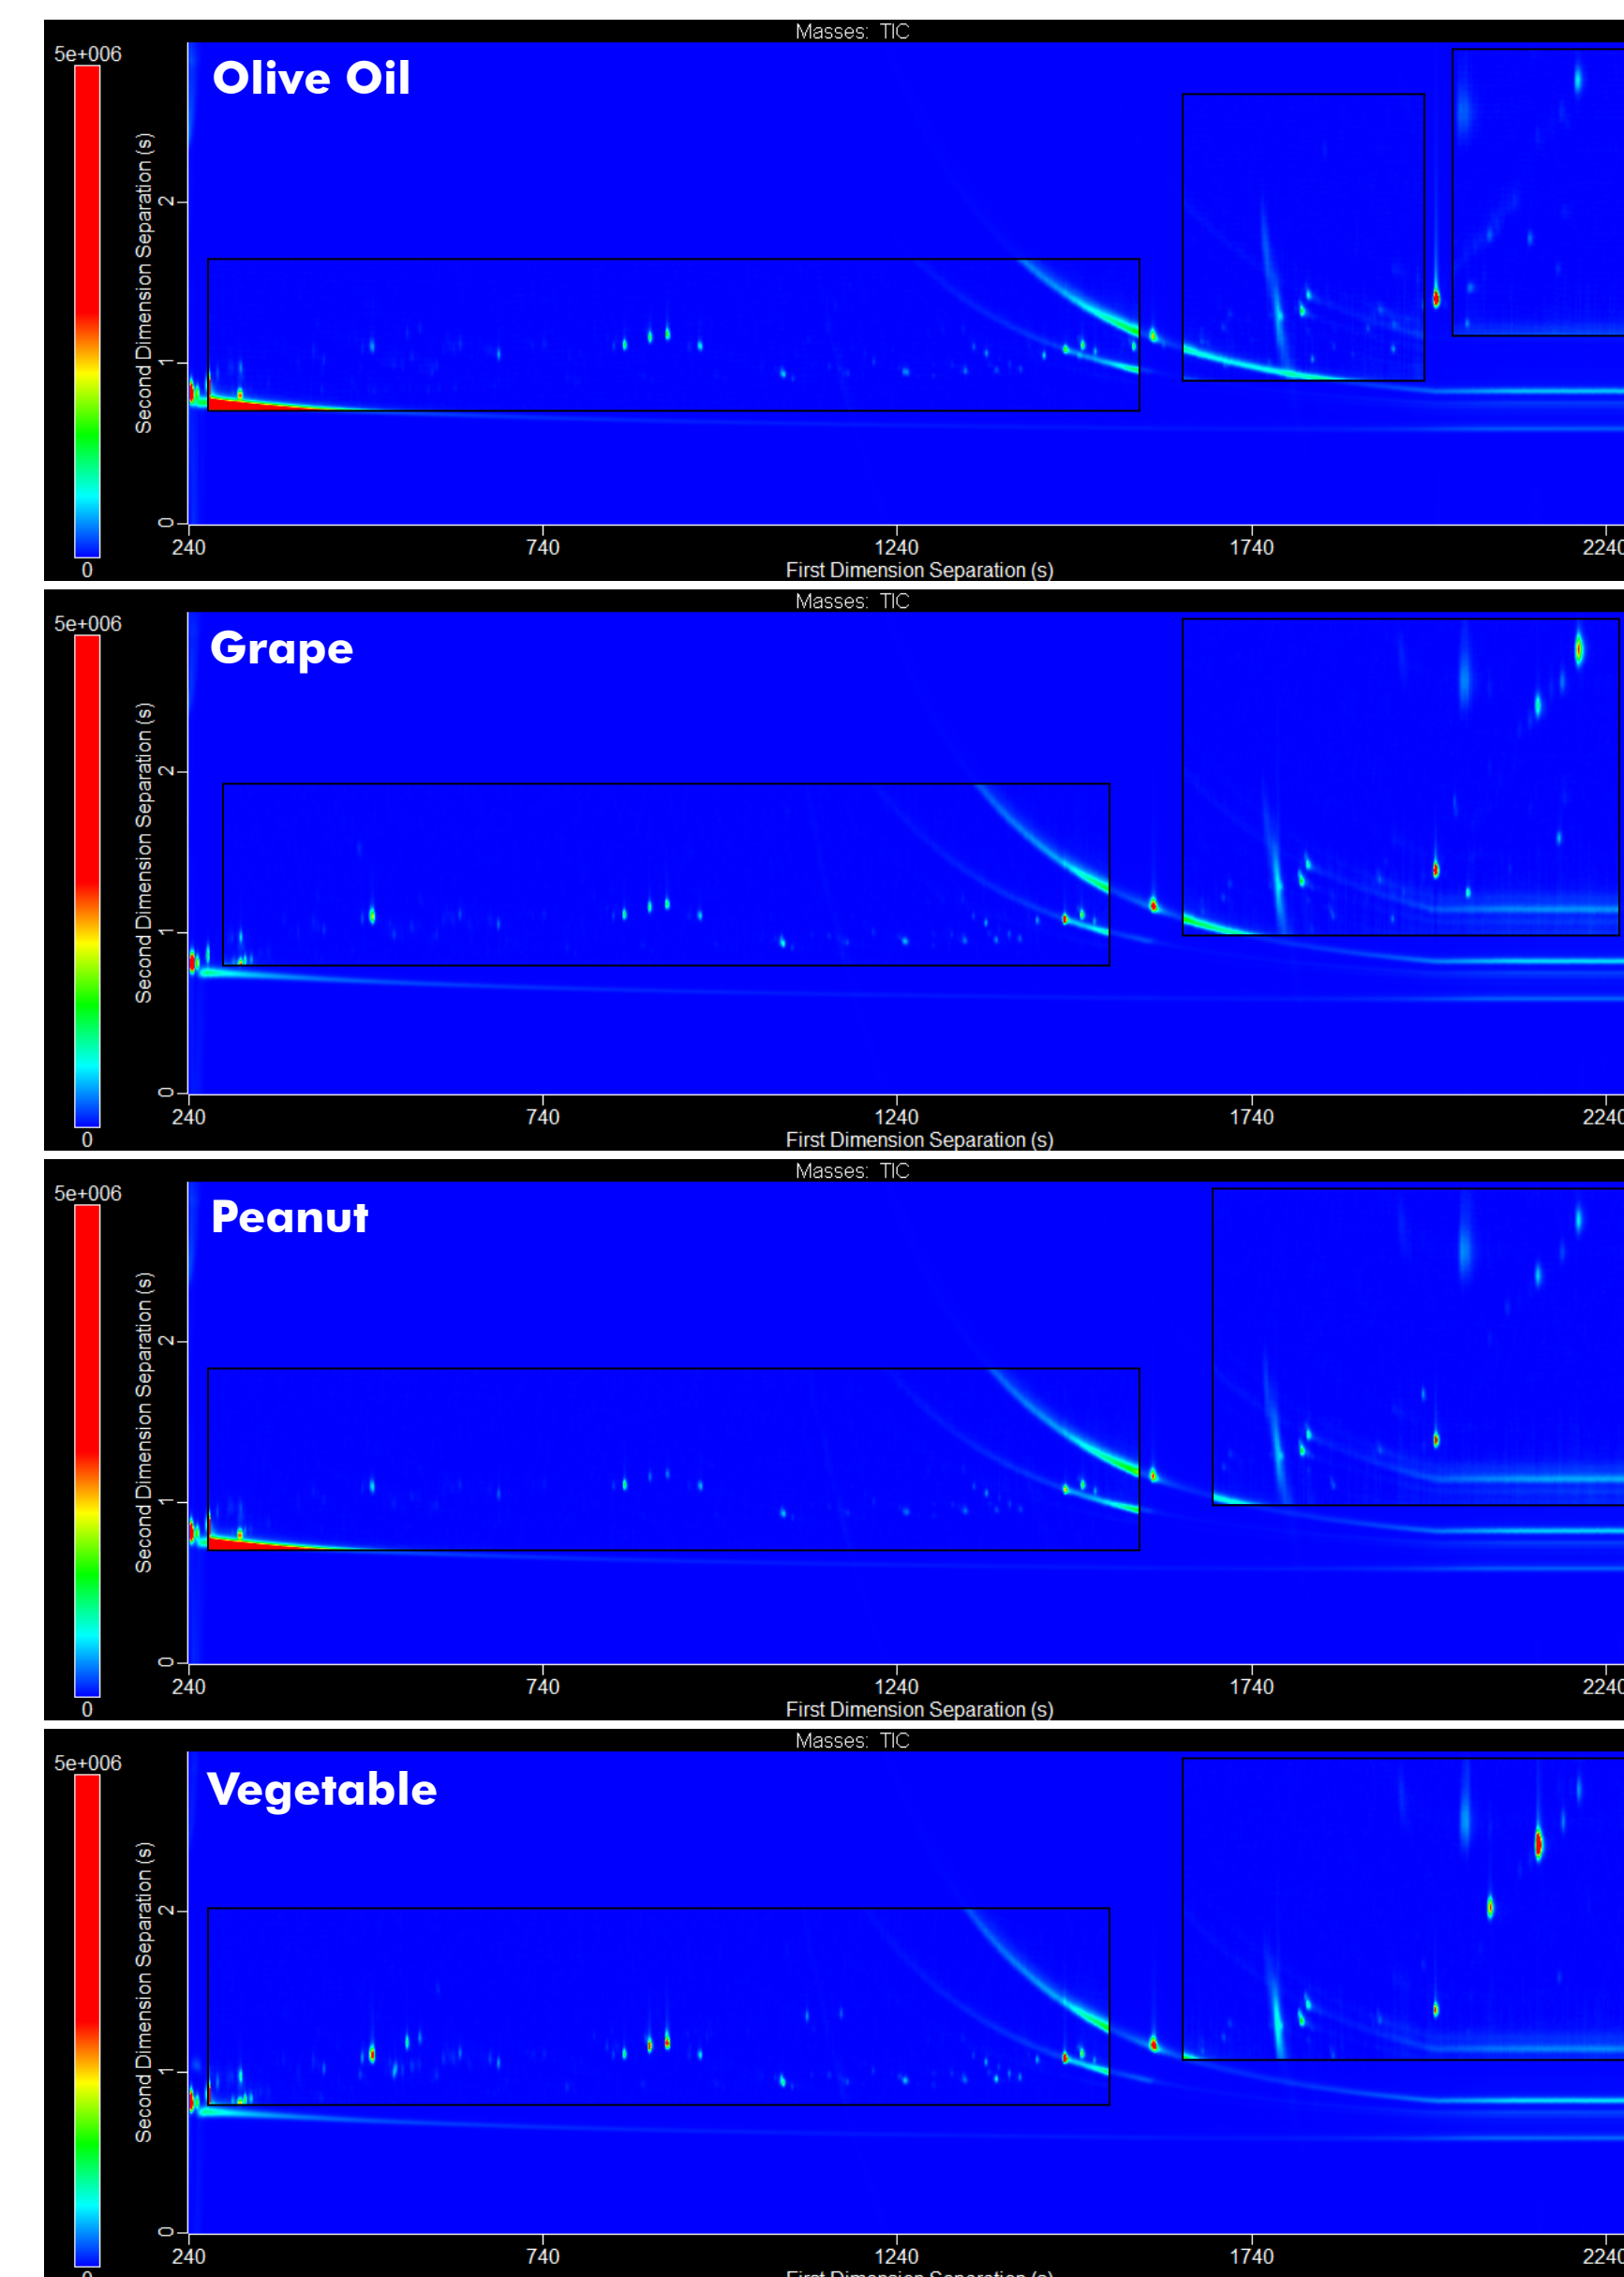 Masses: TIC
5e+006
Olive Oil
Second Dimension Separation (s)
2
1
0
0
240 740 1240 1740 2240
First Dimension Separation (s)
Masses: TIC
5e+006
Grape
Second Dimension Separation (s)
2
1
0
0
240 740 1240 1740 2240
First Dimension Separation (s)
Masses: TIC
5e+006
Peanut
Second Dimension Separation (s)
2
1
0
0
240 740 1240 1740 2240
First Dimension Separation (s)
Masses: TIC
5e+006
Vegetable
Second Dimension Separation (s)
2
1
0
0
240 740 1240 1740 2240
First Dimension Separation (s)